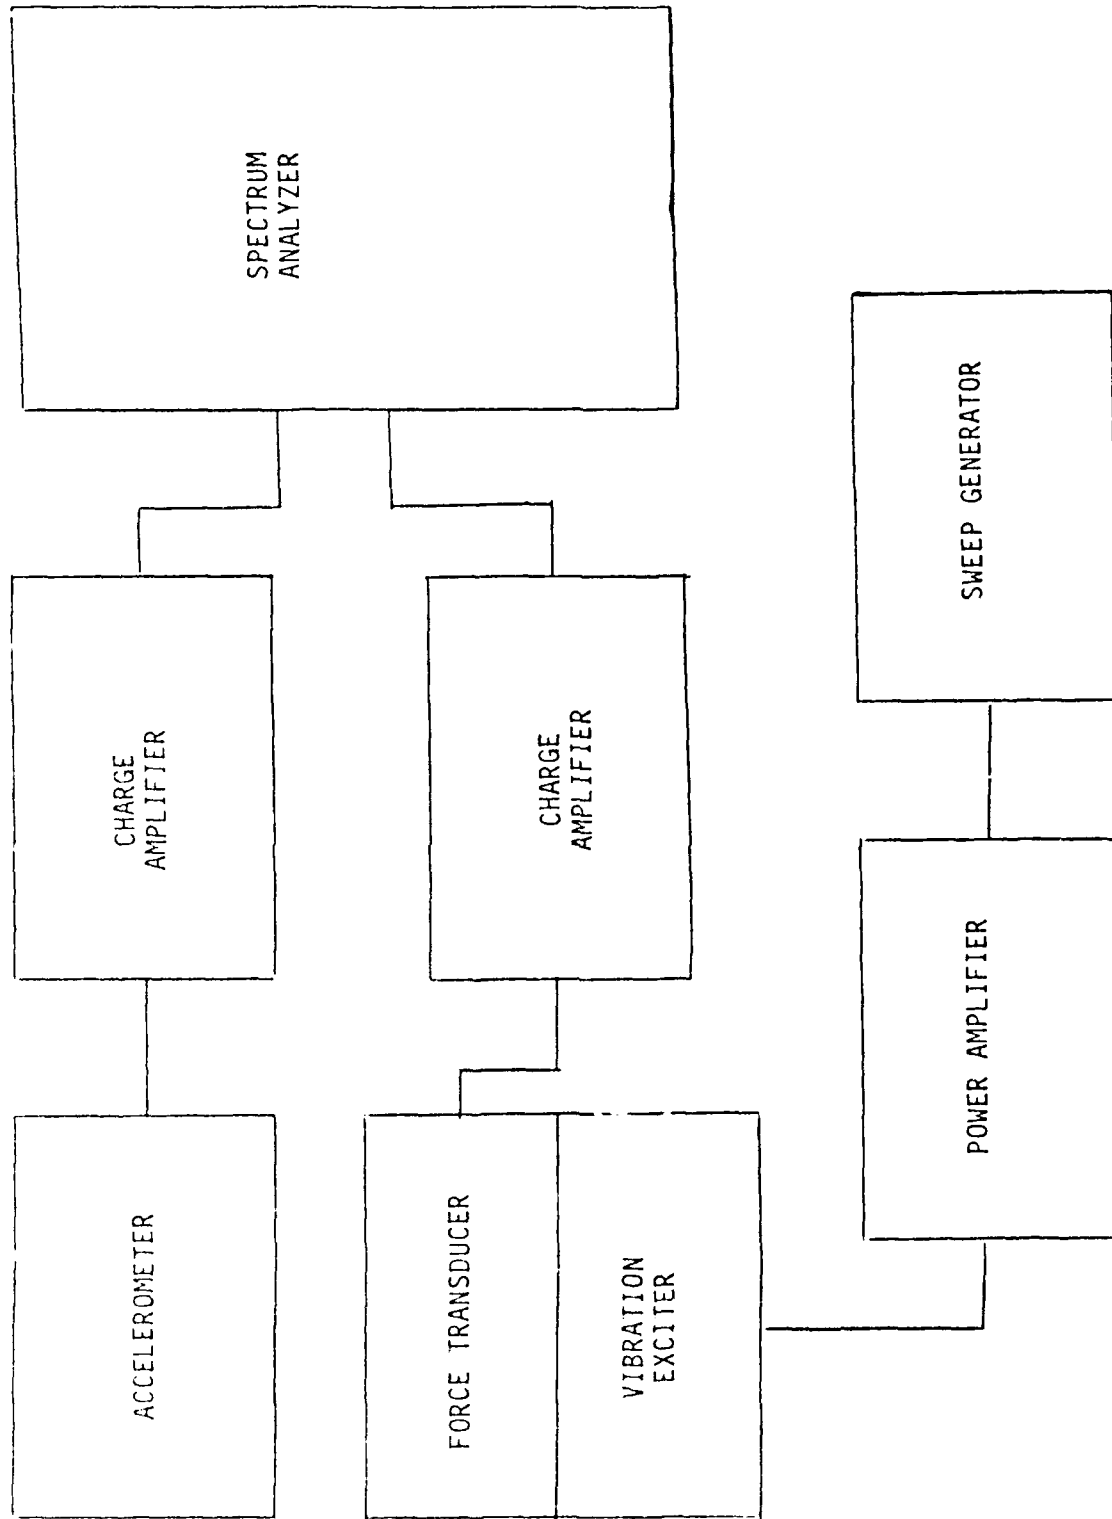 ACCELEROMETER
CHARGE
AMPLIFIER
SPECTRUM
ANALYZER
FORCE TRANSDUCER
VIBRATION
EXCITER
CHARGE
AMPLIFIER
POWER AMPLIFIER
SWEEP GENERATOR